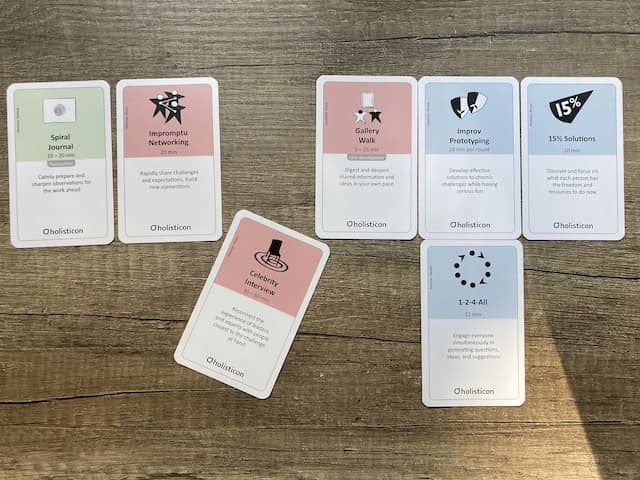 Spiral
Journal
10 – 20 min
Calmly prepare and
sharpen observations for
the work ahead
holisticon
Impromptu
Networking
20 min
Rapidly share challenges
and expectations, build
new connections
holisticon
Gallery
Walk
5 – 25 min
Digest and deepen
shared information and
ideas in your own pace
holisticon
Improv
Prototyping
20 min per round
Develop effective
solutions to chronic
challenges while having
serious fun
holisticon
15%
15% Solutions
20 min
Discover and focus on
what each person has
the freedom and
resources to do now
holisticon
Celebrity
Interview
Reconnect the
experience of leaders
and experts with people
closest to the challenge
at hand
holisticon
1-2-4-All
12 min
Engage everyone
simultaneously in
generating questions,
ideas, and suggestions
holisticon